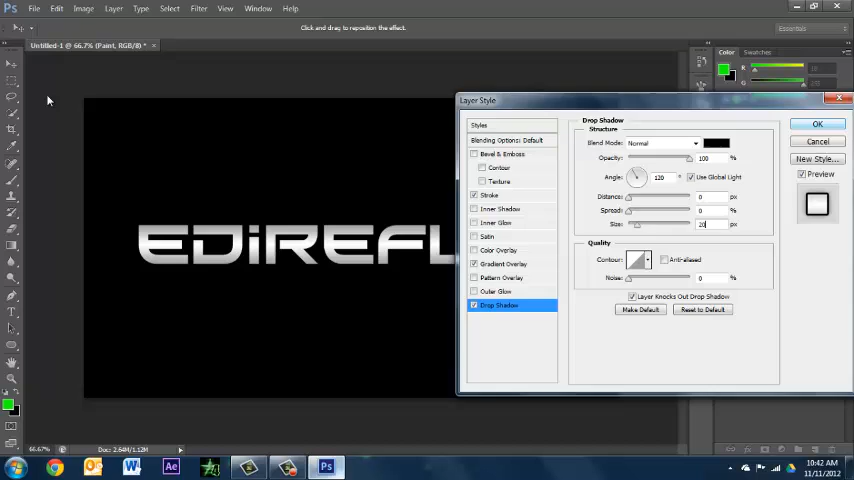 Ps File Edit Image Layer Type Select Filter View Window Help
Click and drag to reposition the effect.
Essentials
Untitled-1 @ 66.7% (Paint, RGB/8) * ×
Color Swatches
R
G
EDiREFL
Layer Style
Styles
Blending Options: Default
Bevel & Emboss
Contour
Texture
Stroke
Inner Shadow
Inner Glow
Satin
Color Overlay
Gradient Overlay
Pattern Overlay
Outer Glow
Drop Shadow
Drop Shadow
Structure
Blend Mode: Normal
Opacity: 100 %
Angle: 120 ° Use Global Light
Distance: 0 px
Spread: 0 %
Size: 20 px
Quality
Contour: Anti-aliased
Noise: 0 %
Layer Knocks Out Drop Shadow
Make Default Reset to Default
OK
Cancel
New Style...
Preview
66.67% Doc: 2.64M/1.12M
W Ae Ps
10:42 AM
11/11/2012